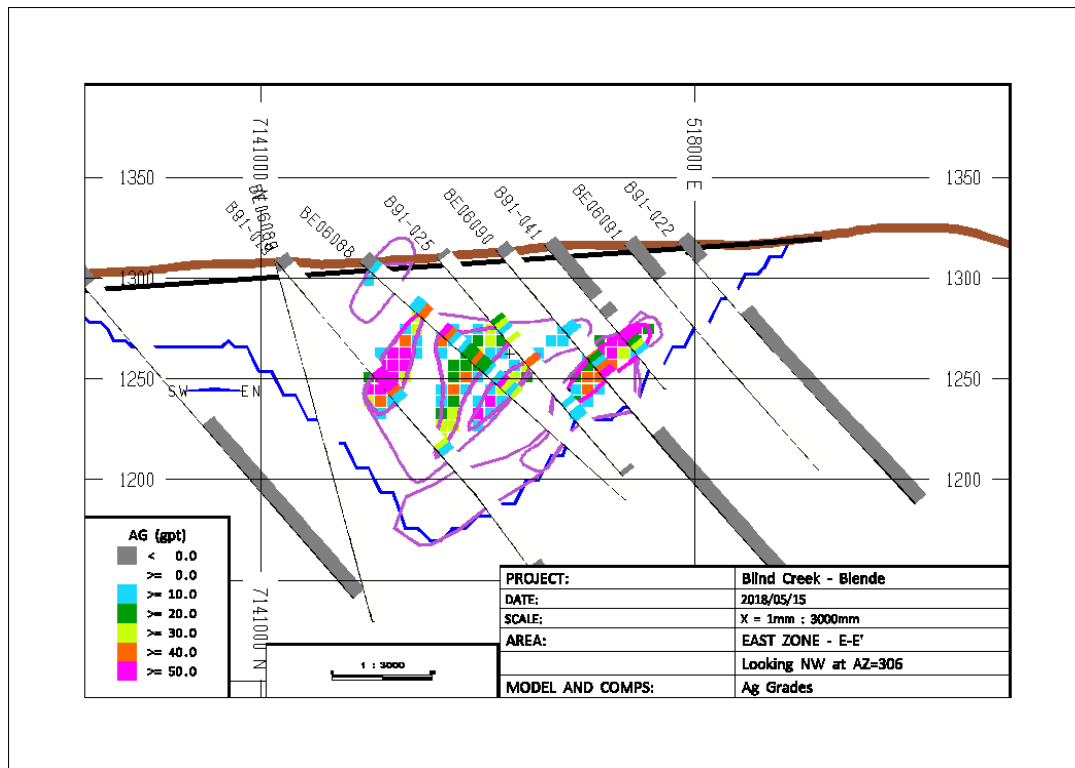 7141000 N
518000 E
1350
1350
BE06089
BE06088
B91-025
BE06090
B91-041
BE06091
B91-022
1300
1300
1250
1250
SW
EN
1200
1200
AG (gpt)
< 0.0
>= 0.0
>= 10.0
>= 20.0
>= 30.0
>= 40.0
>= 50.0
7141000 N
1 : 3000
PROJECT: Blind Creek - Blende
DATE: 2018/05/15
SCALE: X = 1mm : 3000mm
AREA: EAST ZONE - E-E'
Looking NW at AZ=306
MODEL AND COMPS: Ag Grades